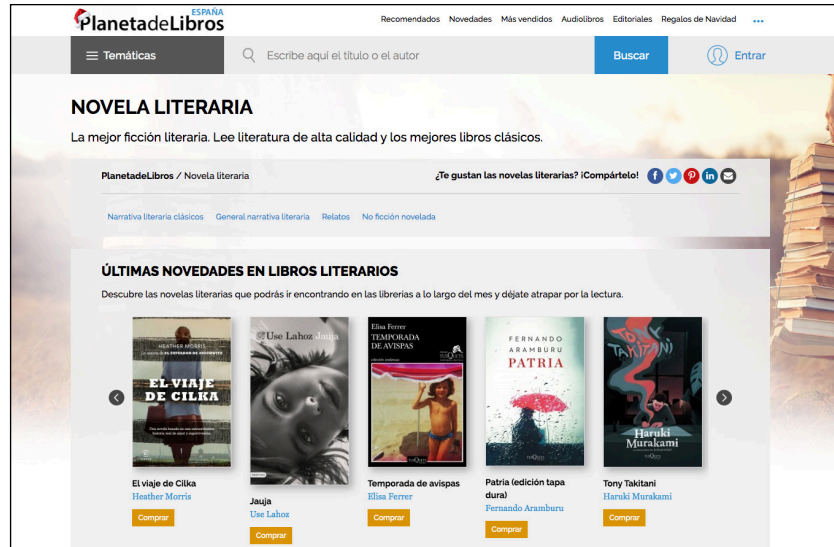 ESPAÑA
PlanetadeLibros
Recomendados Novedades Más vendidos Audiolibros Editoriales Regalos de Navidad
Temáticas
Escribe aquí el título o el autor
Buscar
Entrar
NOVELA LITERARIA
La mejor ficción literaria. Lee literatura de alta calidad y los mejores libros clásicos.
PlanetadeLibros / Novela literaria
¿Te gustan las novelas literarias? ¡Compártelo!
Narrativa literaria clásicos General narrativa literaria Relatos No ficción novelada
ÚLTIMAS NOVEDADES EN LIBROS LITERARIOS
Descubre las novelas literarias que podrás ir encontrando en las librerías a lo largo del mes y déjate atrapar por la lectura.
HEATHER MORRIS
EL VIAJE
DE CILKA
Use Lahoz Jauja
Elisa Ferrer
TEMPORADA
DE AVISPAS
TUSQUETS
FERNANDO
ARAMBURU
PATRIA
TUSQUETS
TONY
TAKITANI
Haruki
Murakami
TUSQUETS
El viaje de Cilka
Heather Morris
Comprar
Jauja
Use Lahoz
Comprar
Temporada de avispas
Elisa Ferrer
Comprar
Patria (edición tapa
dura)
Fernando Aramburu
Comprar
Tony Takitani
Haruki Murakami
Comprar